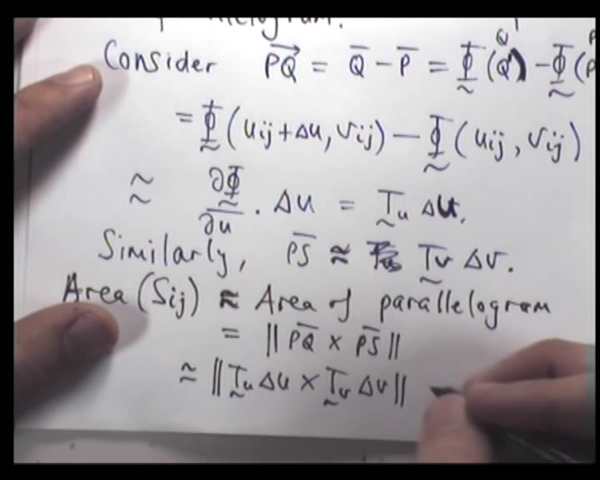 melogram.
Consider PQ⃗ = Q̄ − P̄ = Φ(Q) − Φ(P
= Φ(uij+Δu, vij) − Φ(uij, vij)
≈ ∂Φ/∂u . Δu = Tu Δu.
Similarly, PS̄ ≈ Tv Δv.
Area(Sij) ≈ Area of parallelogram
= ‖PQ̄ × PS̄‖
≈ ‖Tu Δu × Tv Δv‖